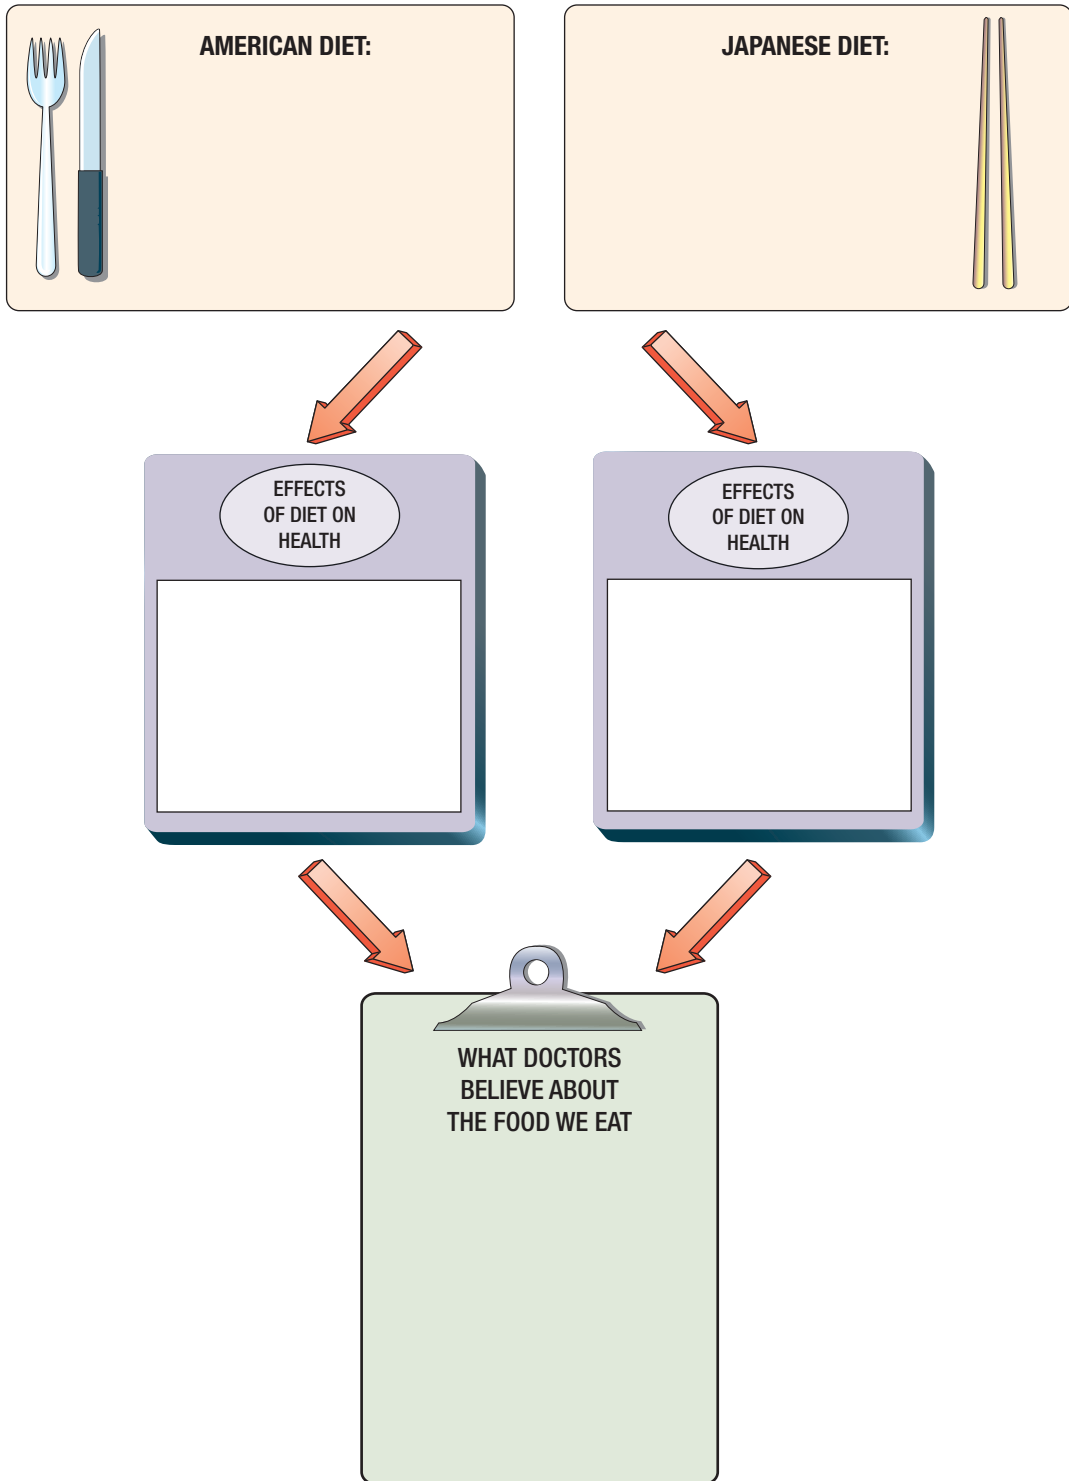 AMERICAN DIET:
JAPANESE DIET:
EFFECTS
OF DIET ON
HEALTH
EFFECTS
OF DIET ON
HEALTH
WHAT DOCTORS
BELIEVE ABOUT
THE FOOD WE EAT